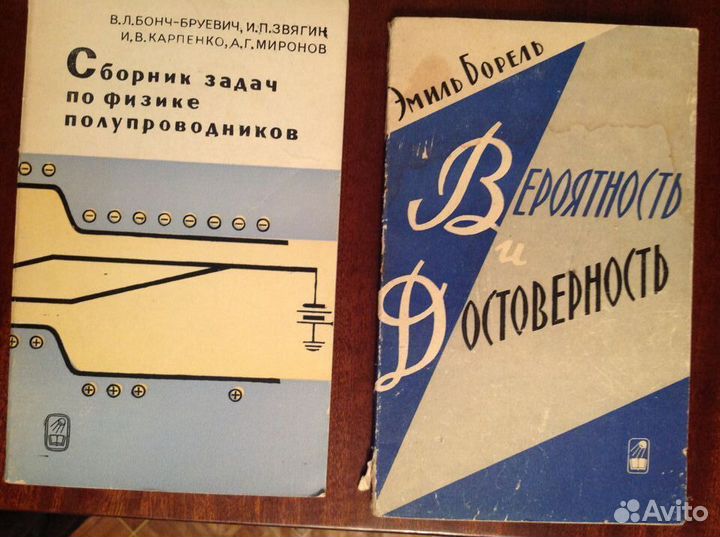 В.Л.БОНЧ-БРУЕВИЧ, И.П.ЗВЯГИН
И.В.КАРПЕНКО, А.Г.МИРОНОВ
Сборник задач
по физике
полупроводников
Эмиль Борель
Вероятность
и
Достоверность
Avito